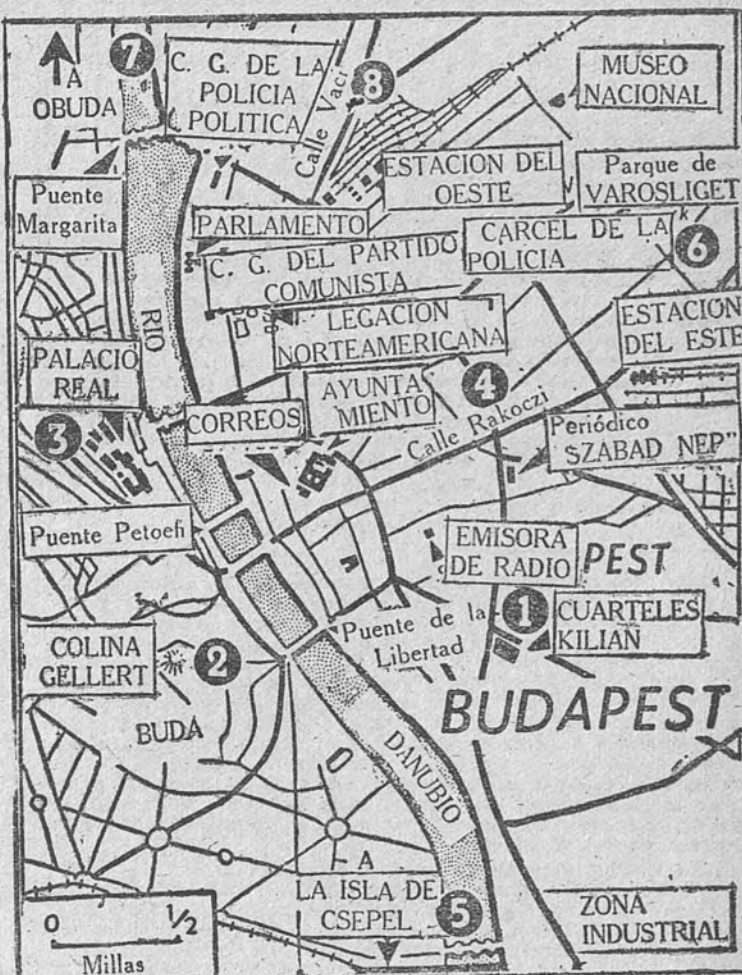 7
A
OBUDA
C. G. DE LA
POLICIA
POLITICA
Calle Vaci
8
MUSEO
NACIONAL
ESTACION DEL
OESTE
Parque de
VAROSLIGET
Puente
Margarita
PARLAMENTO
CARCEL DE LA
POLICIA
6
C. G. DEL PARTIDO
COMUNISTA
RIO
LEGACION
NORTEAMERICANA
ESTACION
DEL ESTE
PALACIO
REAL
3
CORREOS
AYUNTA
MIENTO
4
Calle Rakoczi
Periódico
SZABAD NEP"
Puente Petoefi
EMISORA
DE RADIO
PEST
1
CUARTELES
KILIAN
Puente de la
Libertad
COLINA
GELLERT
2
BUDA
BUDAPEST
DANUBIO
A
LA ISLA DE
CSEPEL
5
ZONA
INDUSTRIAL
0 1/2
Millas